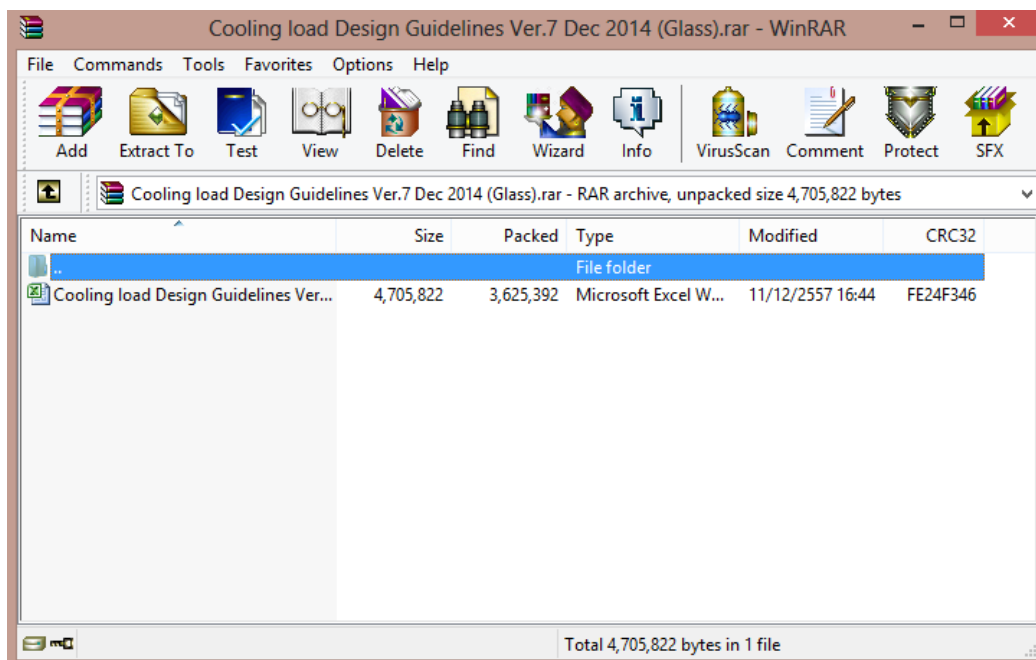 Cooling load Design Guidelines Ver.7 Dec 2014 (Glass).rar - WinRAR
File Commands Tools Favorites Options Help
Add Extract To Test View Delete Find Wizard Info VirusScan Comment Protect SFX
Cooling load Design Guidelines Ver.7 Dec 2014 (Glass).rar - RAR archive, unpacked size 4,705,822 bytes
Name Size Packed Type Modified CRC32
.. File folder
Cooling load Design Guidelines Ver... 4,705,822 3,625,392 Microsoft Excel W... 11/12/2557 16:44 FE24F346
Total 4,705,822 bytes in 1 file